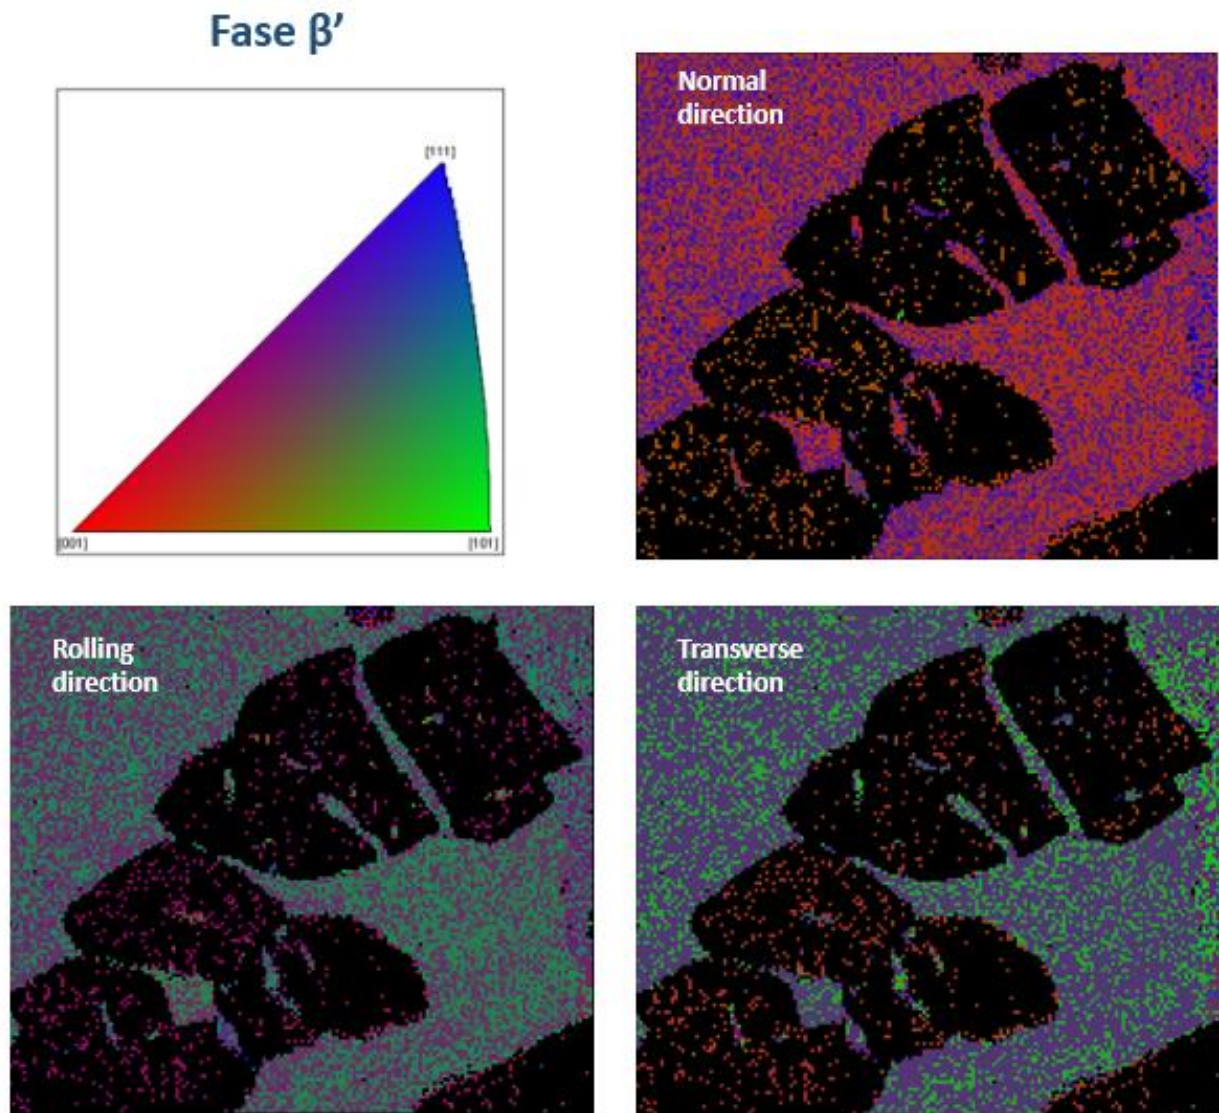 Fase β’
[111]
[001]
[101]
Normal
direction
Rolling
direction
Transverse
direction